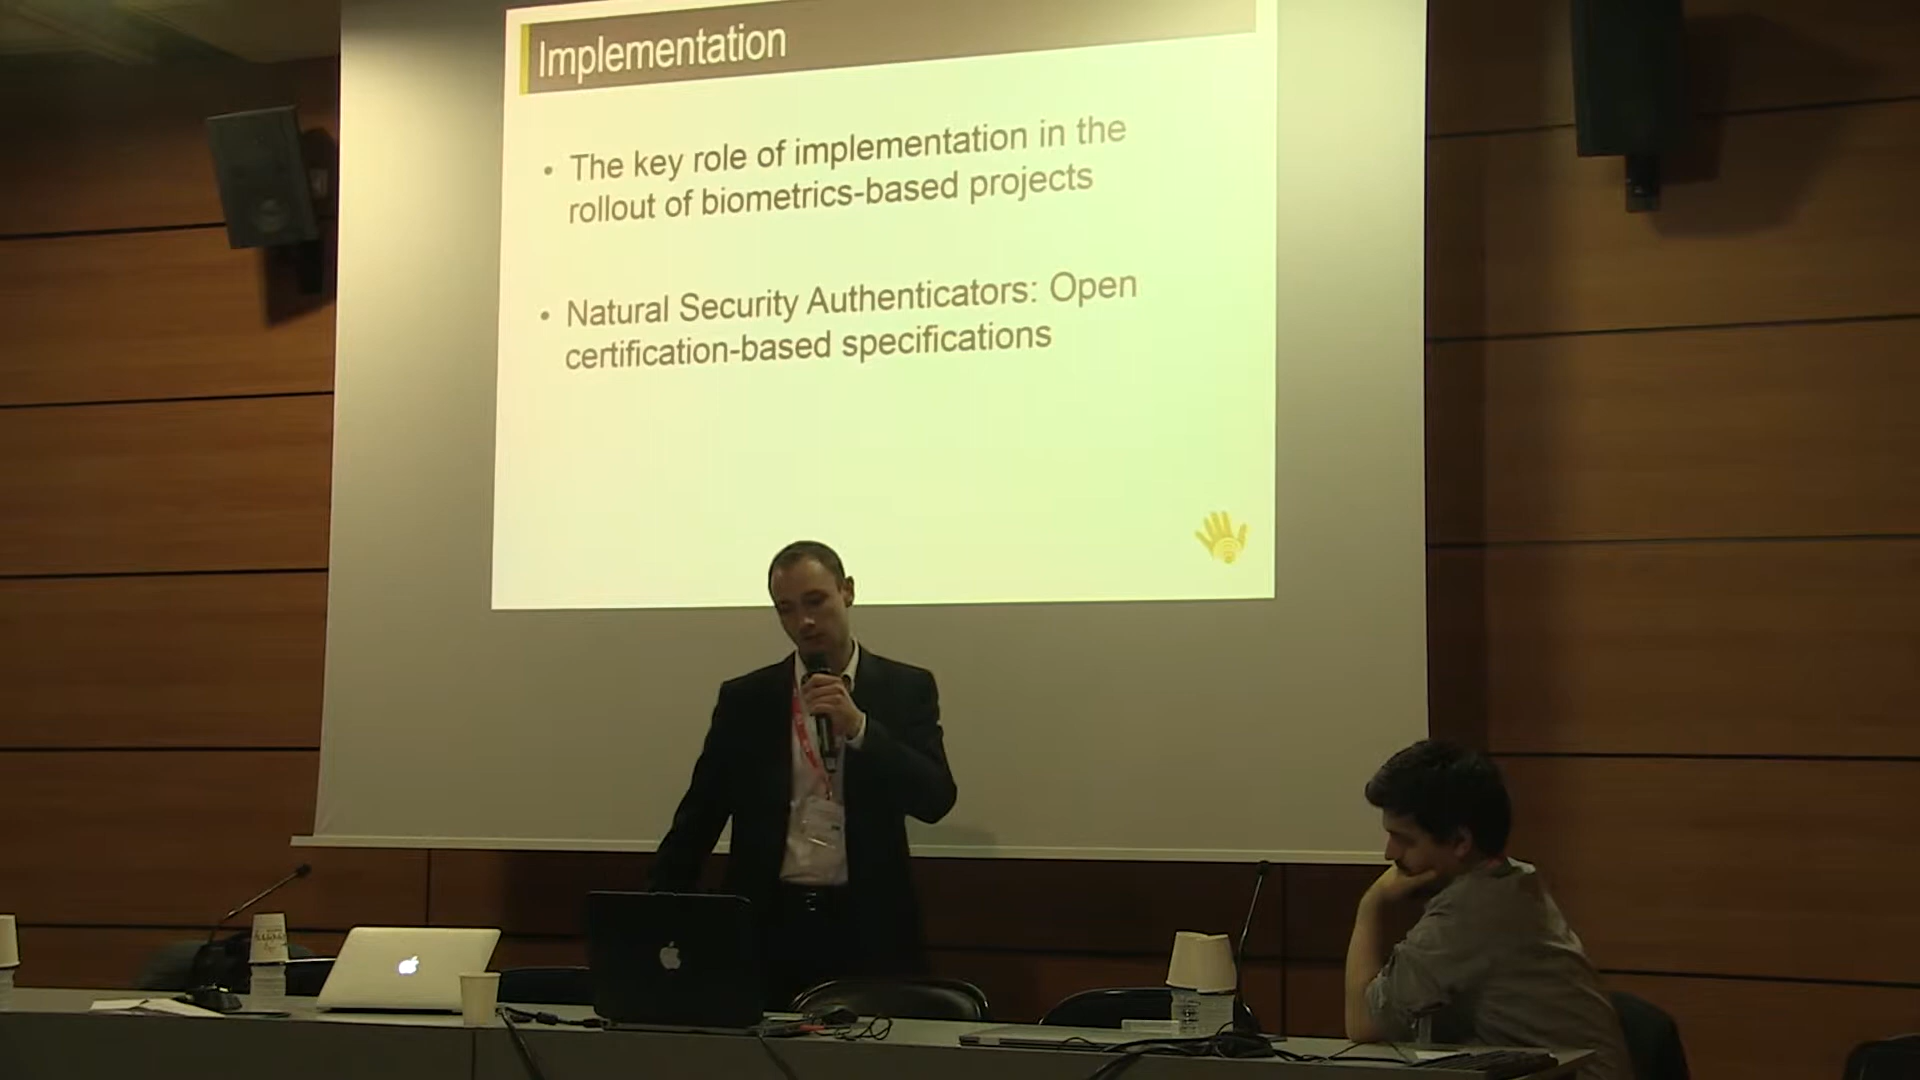 Implementation
• The key role of implementation in the
rollout of biometrics-based projects
• Natural Security Authenticators: Open
certification-based specifications